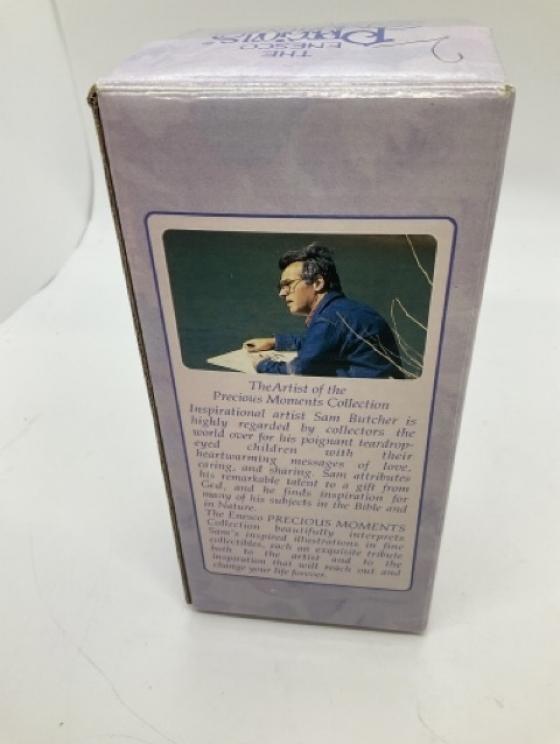 THE
ENESCO
PRECIOUS
The Artist of the
Precious Moments Collection
Inspirational artist Sam Butcher is
highly regarded by collectors the
world over for his poignant teardrop-
eyed children with their
heartwarming messages of love,
caring, and sharing. Sam attributes
his remarkable talent to a gift from
God, and he finds inspiration for
many of his subjects in the Bible and
in Nature.
The Enesco PRECIOUS MOMENTS
Collection beautifully interprets
Sam's inspired illustrations in fine
collectibles, each an exquisite tribute
both to the artist and to the
inspiration that will reach out and
change your life forever.